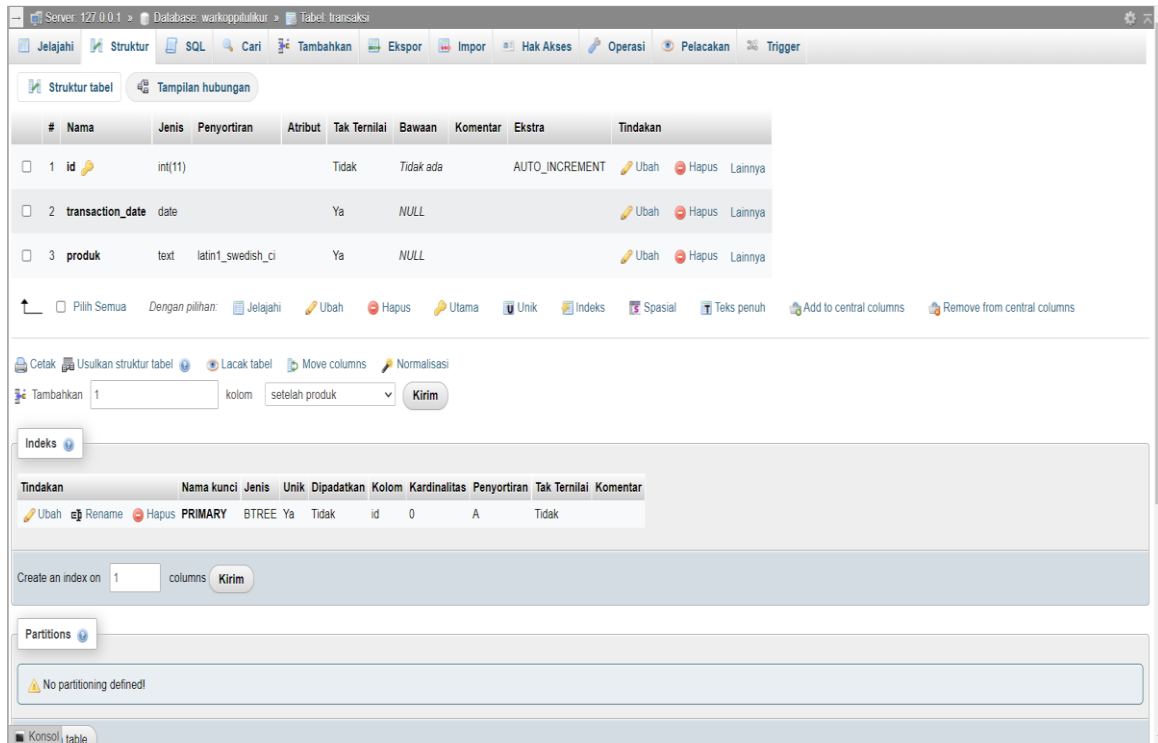 Server: 127.0.0.1 » Database: warkoppitulikur » Tabel: transaksi
Jelajahi Struktur SQL Cari Tambahkan Ekspor Impor Hak Akses Operasi Pelacakan Trigger
Struktur tabel Tampilan hubungan
# Nama Jenis Penyortiran Atribut Tak Ternilai Bawaan Komentar Ekstra Tindakan
1 id int(11) Tidak Tidak ada AUTO_INCREMENT Ubah Hapus Lainnya
2 transaction_date date Ya NULL Ubah Hapus Lainnya
3 produk text latin1_swedish_ci Ya NULL Ubah Hapus Lainnya
Pilih Semua Dengan pilihan: Jelajahi Ubah Hapus Utama Unik Indeks Spasial Teks penuh Add to central columns Remove from central columns
Cetak Usulkan struktur tabel Lacak tabel Move columns Normalisasi
Tambahkan 1 kolom setelah produk Kirim
Indeks
Tindakan Nama kunci Jenis Unik Dipadatkan Kolom Kardinalitas Penyortiran Tak Ternilai Komentar
Ubah Rename Hapus PRIMARY BTREE Ya Tidak id 0 A Tidak
Create an index on 1 columns Kirim
Partitions
No partitioning defined!
Konsol table